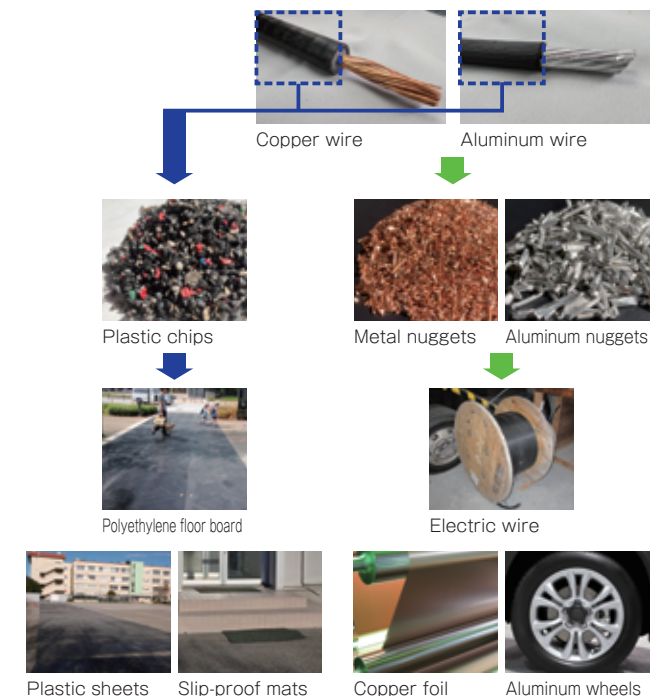 Copper wire
Aluminum wire
Plastic chips
Metal nuggets
Aluminum nuggets
Polyethylene floor board
Electric wire
Plastic sheets
Slip-proof mats
Copper foil
Aluminum wheels